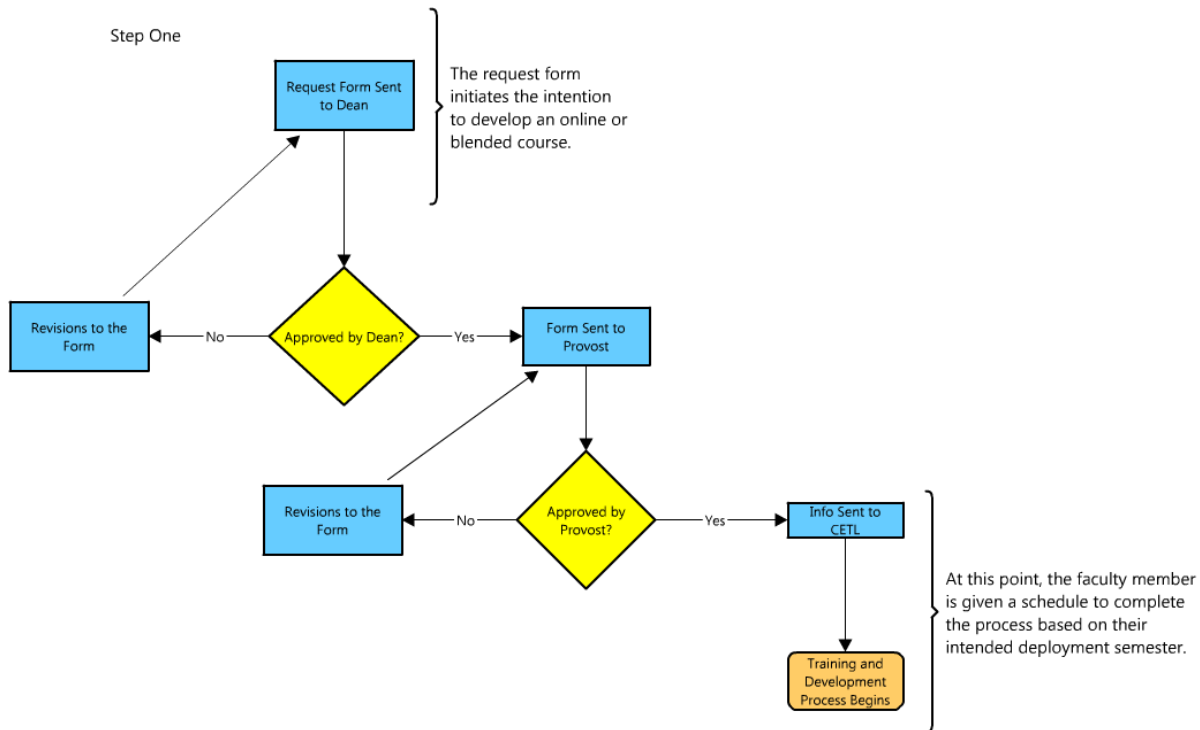 Step One
Request Form Sent
to Dean
The request form
initiates the intention
to develop an online or
blended course.
Revisions to the
Form
No
Approved by Dean?
Yes
Form Sent to
Provost
Revisions to the
Form
No
Approved by
Provost?
Yes
Info Sent to
CETL
At this point, the faculty member
is given a schedule to complete
the process based on their
intended deployment semester.
Training and
Development
Process Begins